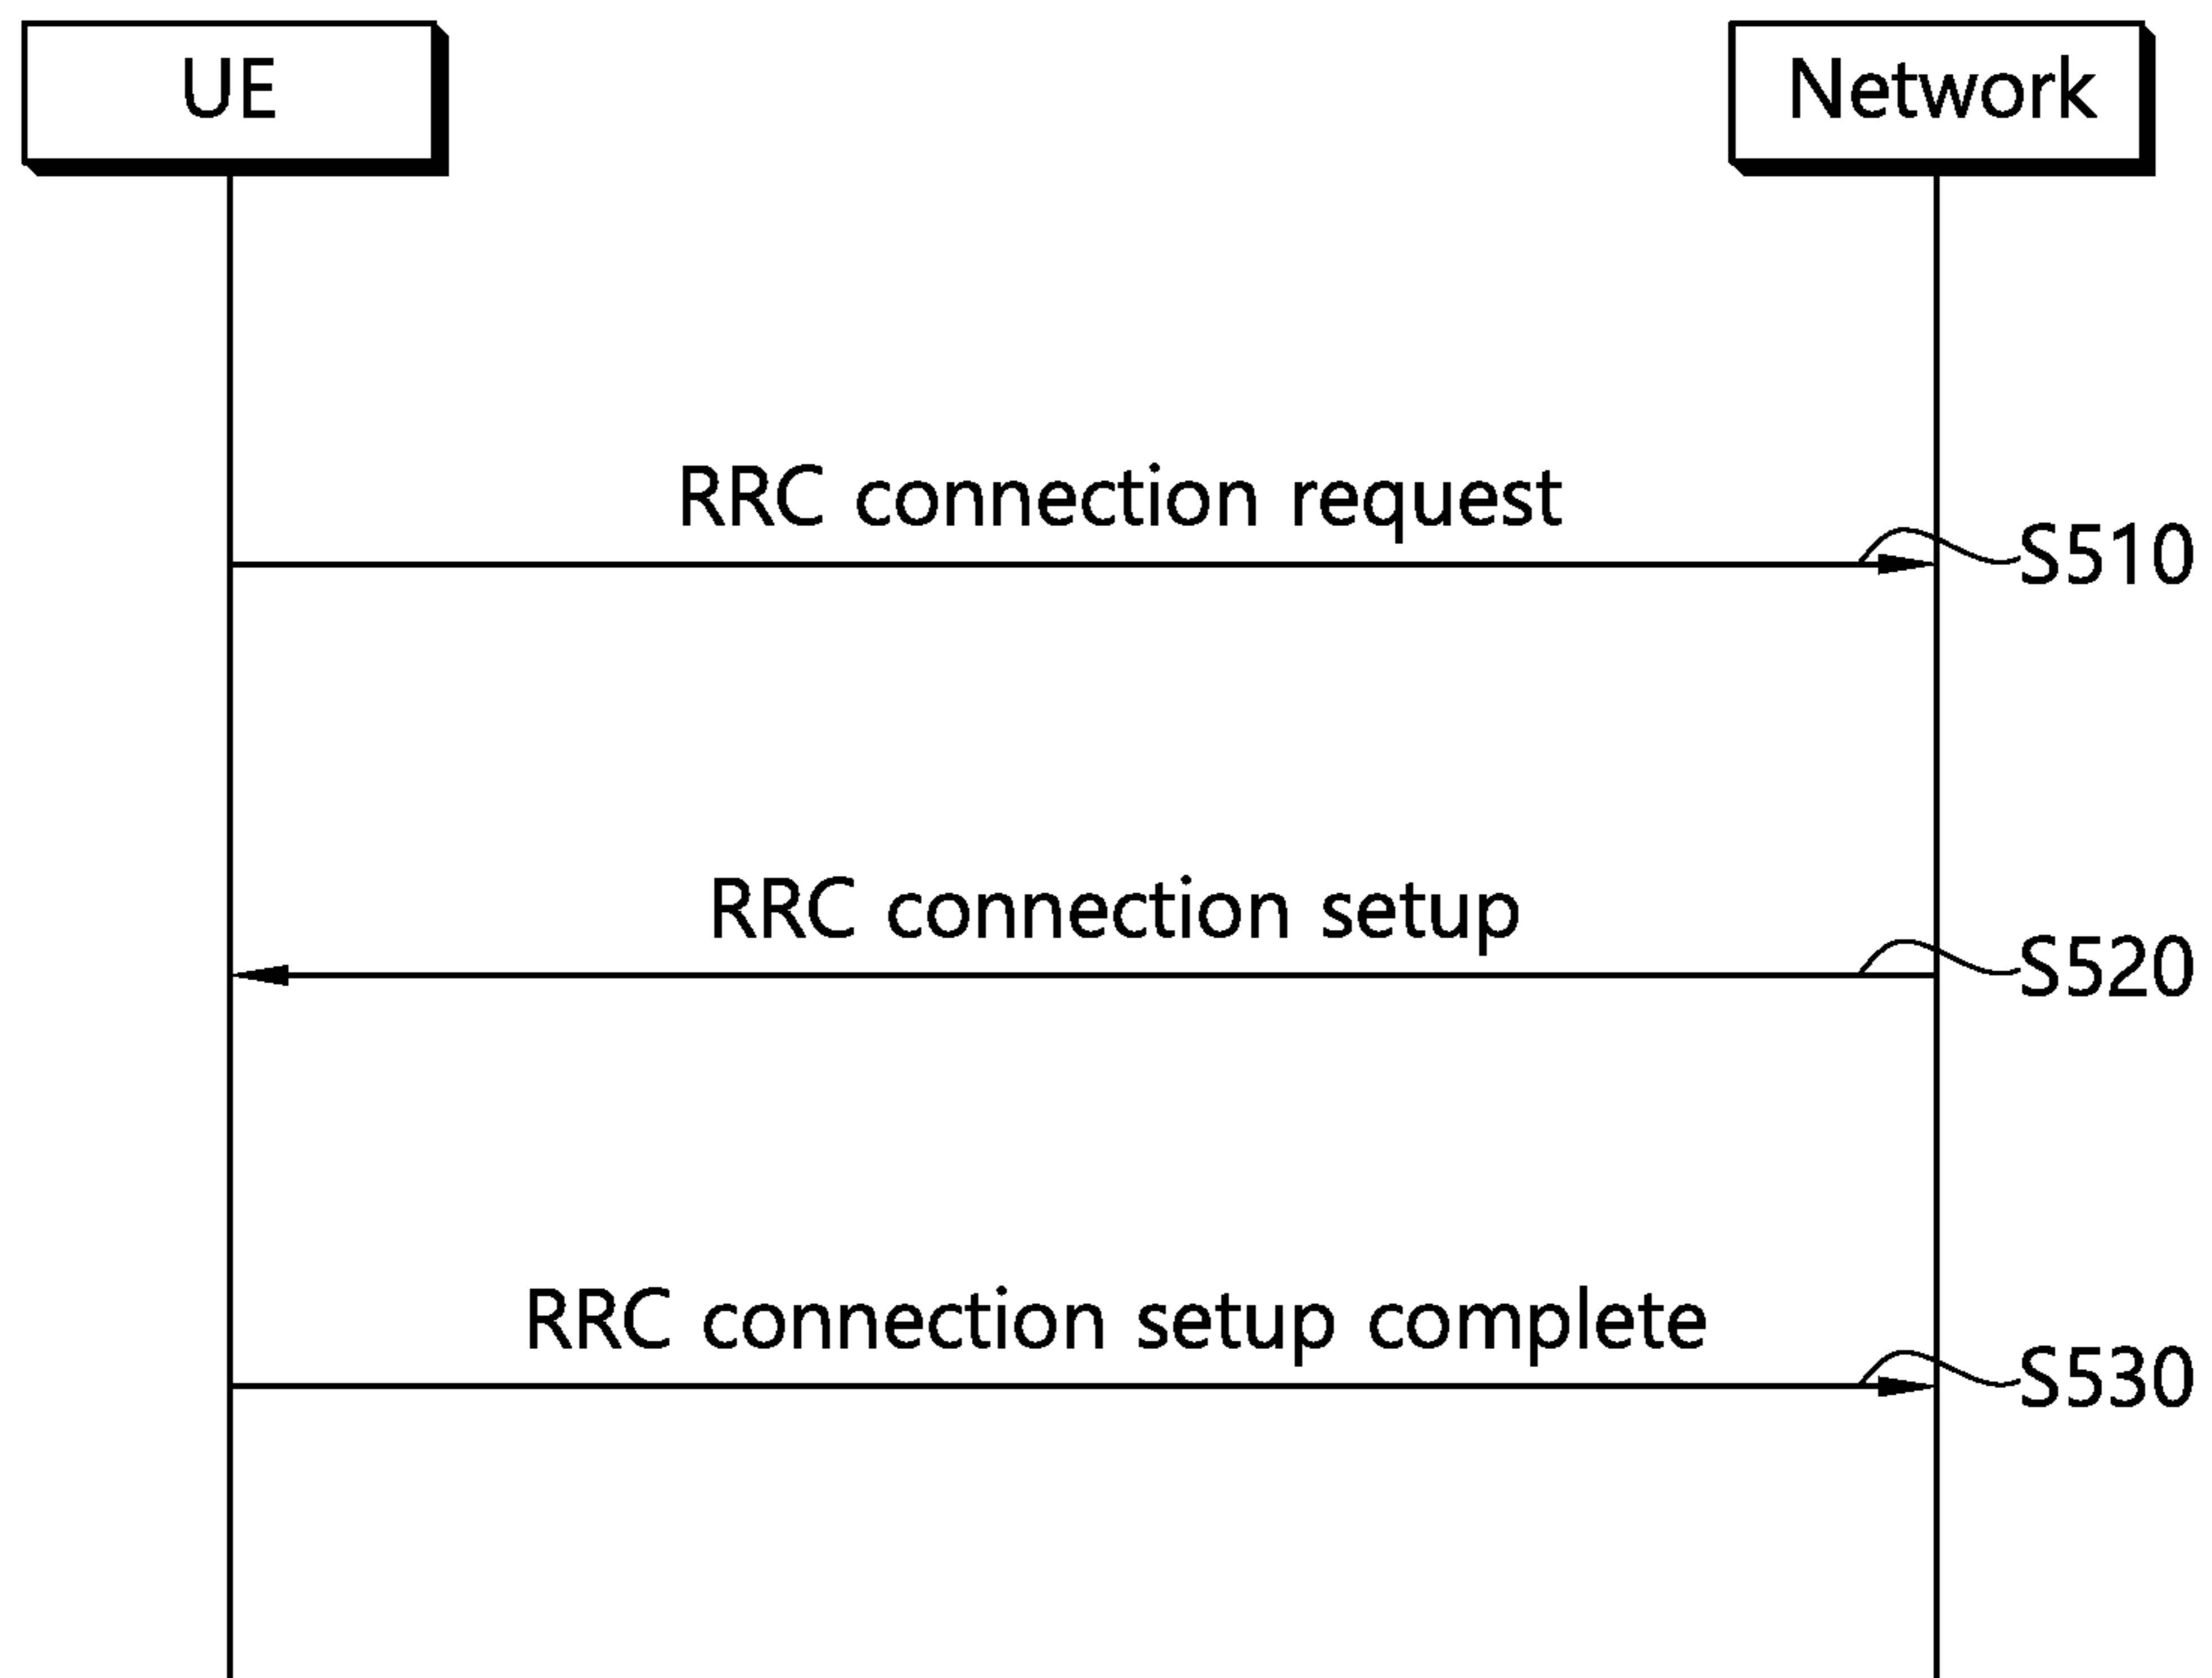 UE
Network
RRC connection request
S510
RRC connection setup
S520
RRC connection setup complete
S530